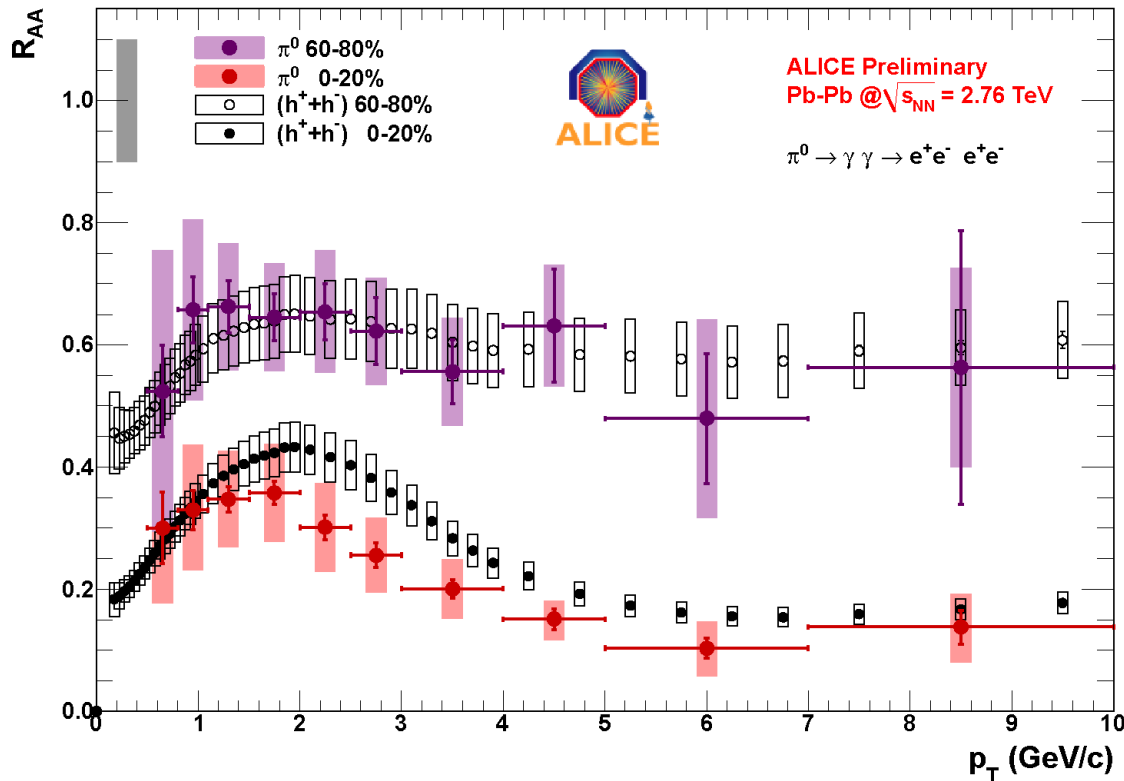 R_AA
π⁰ 60-80%
π⁰ 0-20%
(h⁺+h⁻) 60-80%
(h⁺+h⁻) 0-20%
ALICE
ALICE Preliminary
Pb-Pb @√s_NN = 2.76 TeV
π⁰ → γ γ → e⁺e⁻ e⁺e⁻
1.0
0.8
0.6
0.4
0.2
0.0
0 1 2 3 4 5 6 7 8 9 10
p_T (GeV/c)